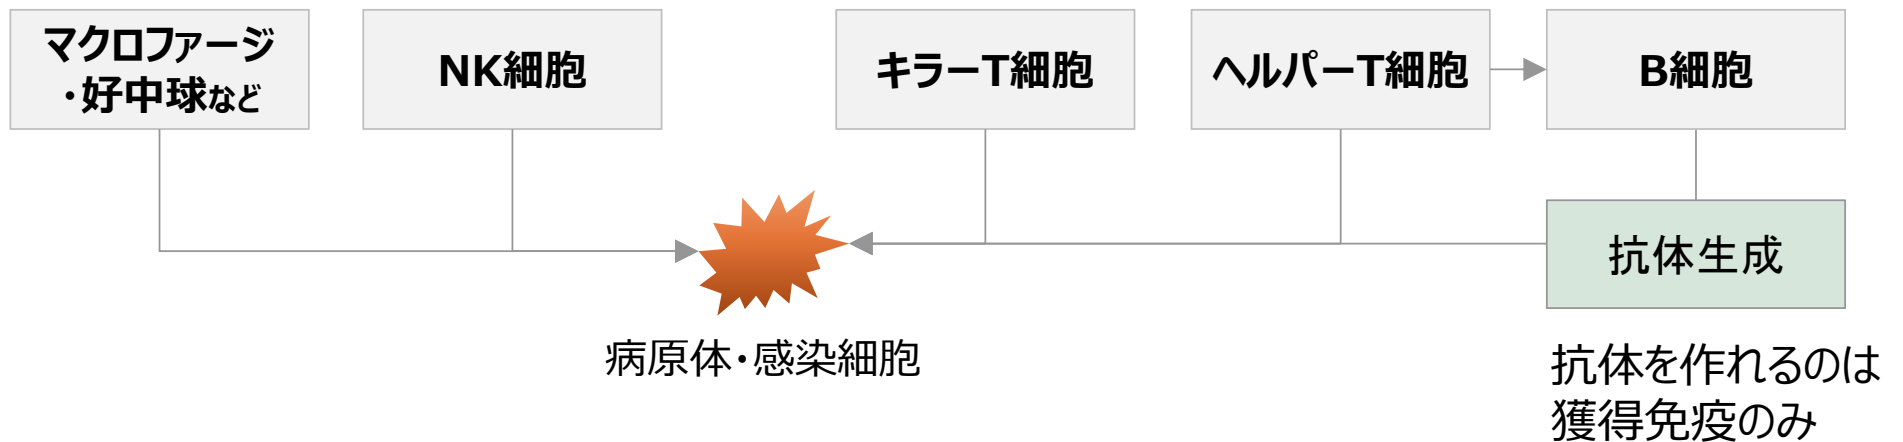 マクロファージ
・好中球など
NK細胞
キラーT細胞
ヘルパーT細胞
B細胞
抗体生成
病原体・感染細胞
抗体を作れるのは
獲得免疫のみ